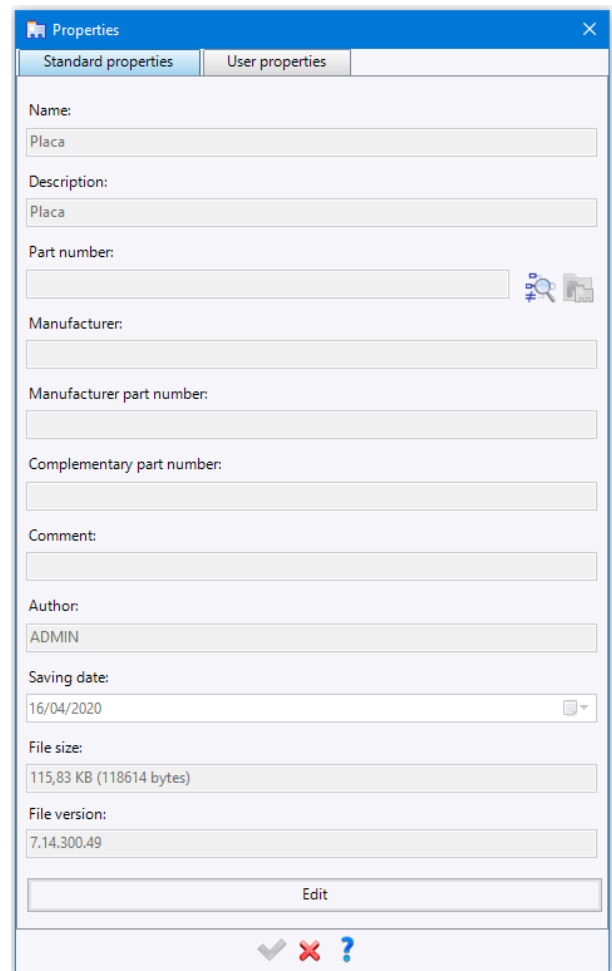 Properties
Standard properties User properties
Name:
Placa
Description:
Placa
Part number:
Manufacturer:
Manufacturer part number:
Complementary part number:
Comment:
Author:
ADMIN
Saving date:
16/04/2020
File size:
115,83 KB (118614 bytes)
File version:
7.14.300.49
Edit
?